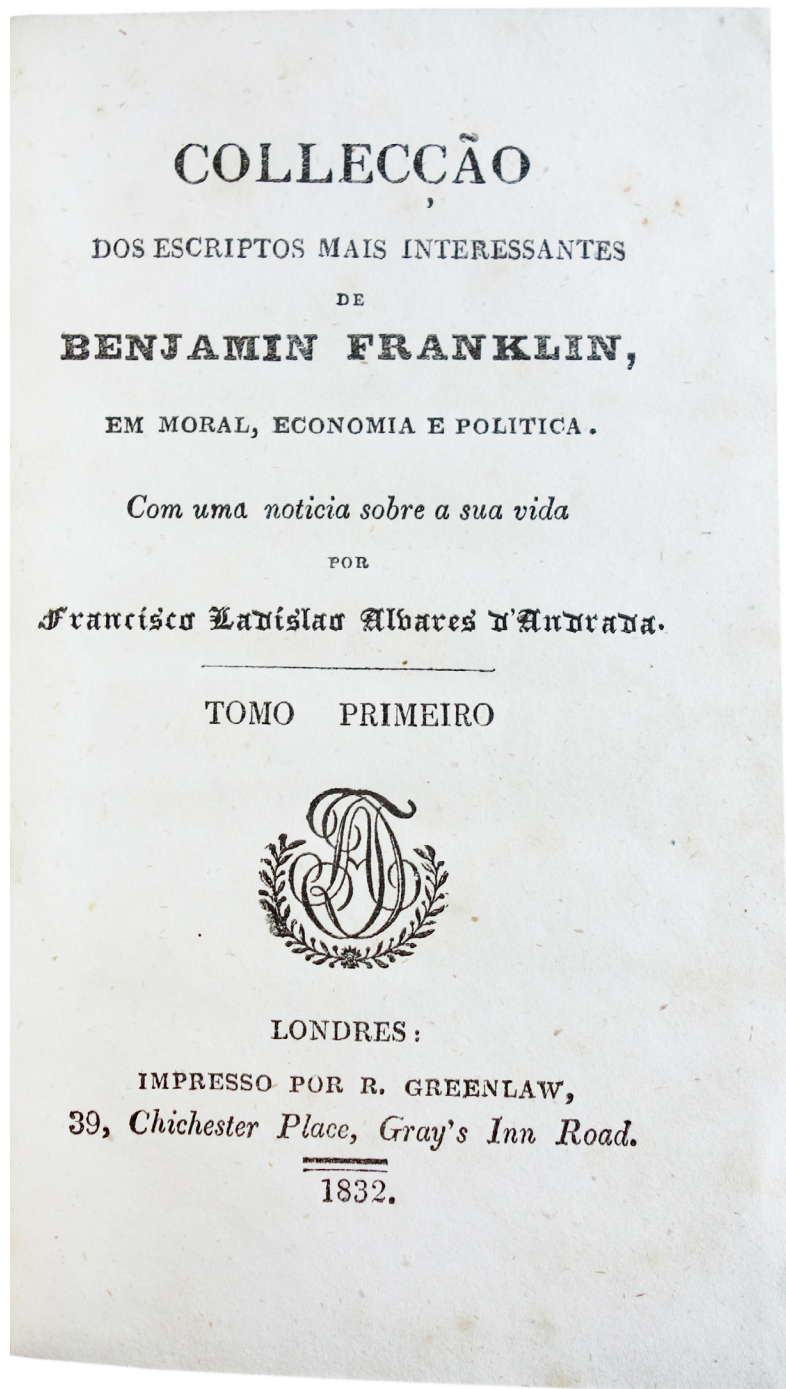 COLLECÇÃO
DOS ESCRIPTOS MAIS INTERESSANTES
DE
BENJAMIN FRANKLIN,
EM MORAL, ECONOMIA E POLITICA.
Com uma noticia sobre a sua vida
POR
Francisco Ladislao Alvares d'Andrada.
TOMO PRIMEIRO
LONDRES:
IMPRESSO POR R. GREENLAW,
39, Chichester Place, Gray's Inn Road.
1832.